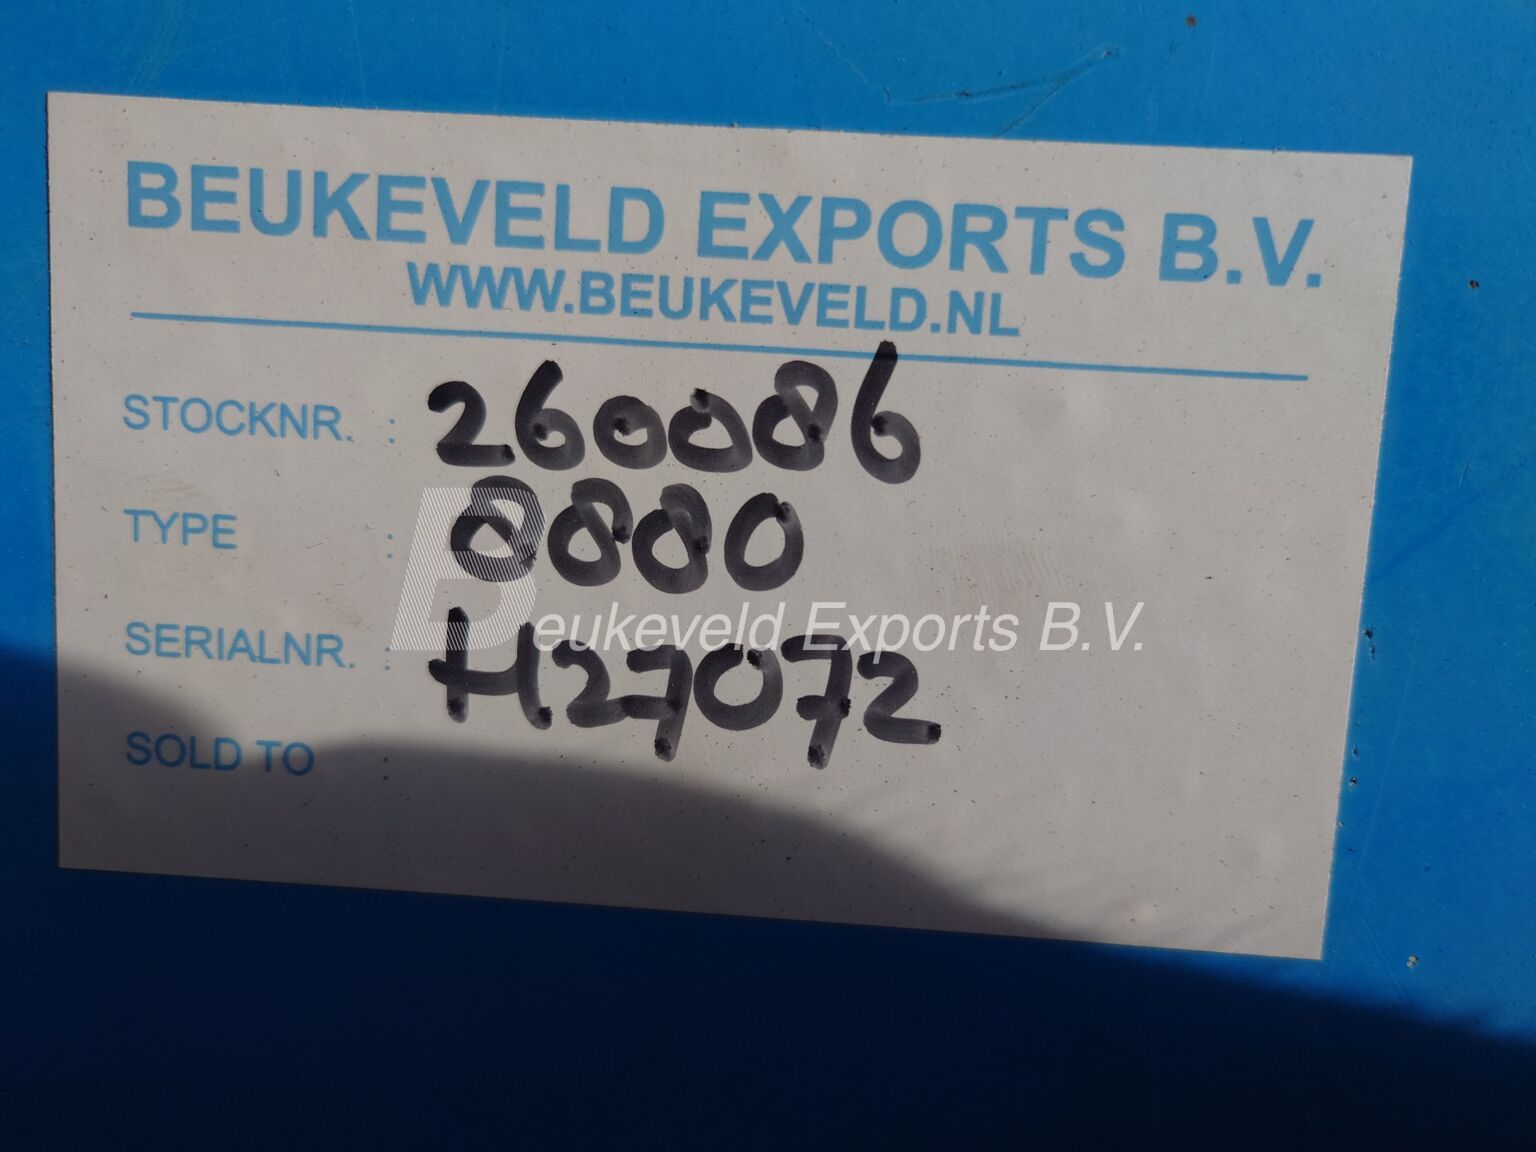 BEUKEVELD EXPORTS B.V.
WWW.BEUKEVELD.NL
STOCKNR. : 260086
TYPE : 8880
SERIALNR. : H27072
SOLD TO :
Beukeveld Exports B.V.